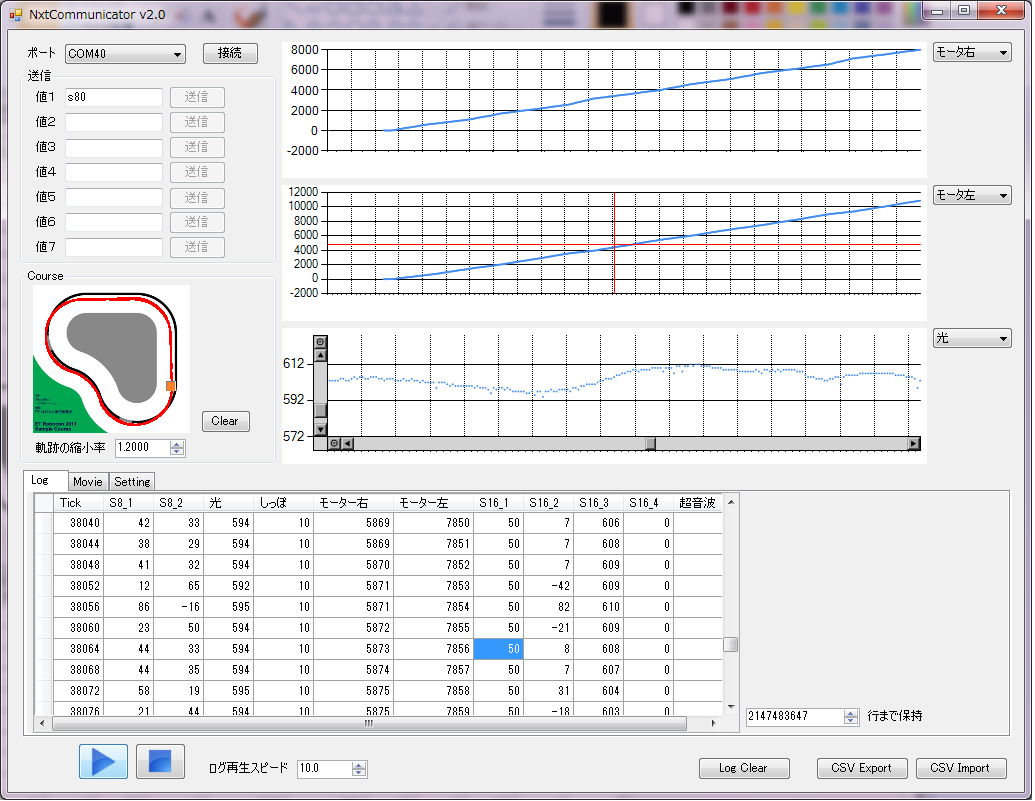 NxtCommunicator v2.0
ポート COM40 接続
送信
値1 s80 送信
値2 送信
値3 送信
値4 送信
値5 送信
値6 送信
値7 送信
Course
ET Robocon 2011
Sample Course
Clear
軌跡の縮小率 1.2000
8000
6000
4000
2000
0
-2000
モータ右
12000
10000
8000
6000
4000
2000
0
-2000
モータ左
612
592
572
光
Log Movie Setting
Tick S8_1 S8_2 光 しっぽ モーター右 モーター左 S16_1 S16_2 S16_3 S16_4 超音波
38040 42 33 594 10 5869 7850 50 7 606 0
38044 38 29 594 10 5869 7851 50 7 608 0
38048 41 32 594 10 5870 7852 50 7 609 0
38052 12 65 592 10 5871 7853 50 -42 609 0
38056 86 -16 595 10 5871 7854 50 82 610 0
38060 23 50 594 10 5872 7855 50 -21 609 0
38064 44 33 594 10 5873 7856 50 8 608 0
38068 44 35 594 10 5874 7857 50 7 607 0
38072 58 19 595 10 5875 7858 50 31 604 0
38076 21 44 594 10 5875 7859 50 -18 603 0
2147483647 行まで保持
ログ再生スピード 10.0
Log Clear CSV Export CSV Import